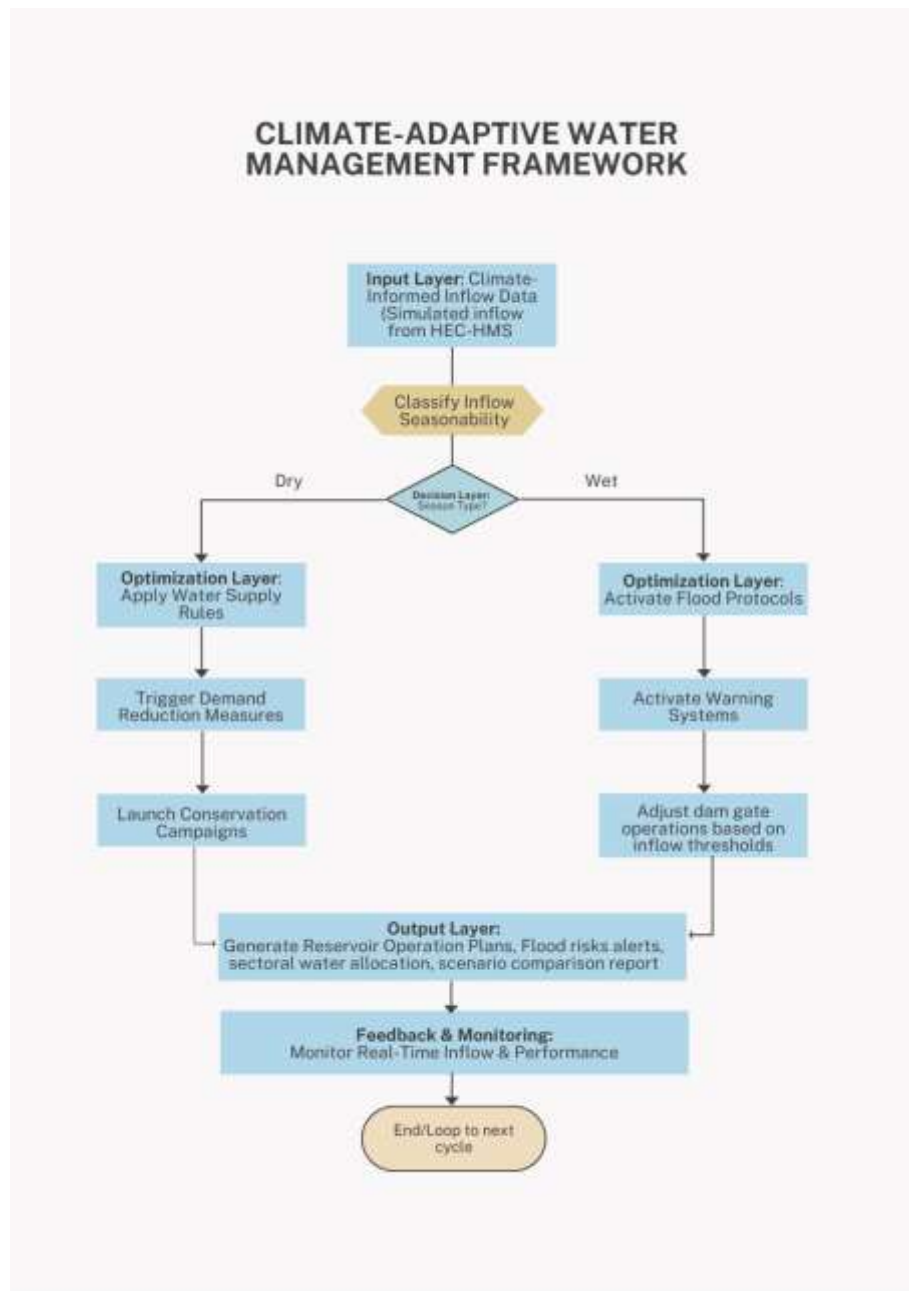 CLIMATE-ADAPTIVE WATER
MANAGEMENT FRAMEWORK
Input Layer: Climate-
Informed Inflow Data
(Simulated inflow
from HEC-HMS
Classify Inflow
Seasonability
Dry
Wet
Decision Layer:
Season Type?
Optimization Layer:
Apply Water Supply
Rules
Optimization Layer:
Activate Flood Protocols
Trigger Demand
Reduction Measures
Activate Warning
Systems
Launch Conservation
Campaigns
Adjust dam gate
operations based on
inflow thresholds
Output Layer:
Generate Reservoir Operation Plans, Flood risks alerts,
sectoral water allocation, scenario comparison report
Feedback & Monitoring:
Monitor Real-Time Inflow & Performance
End/Loop to next
cycle